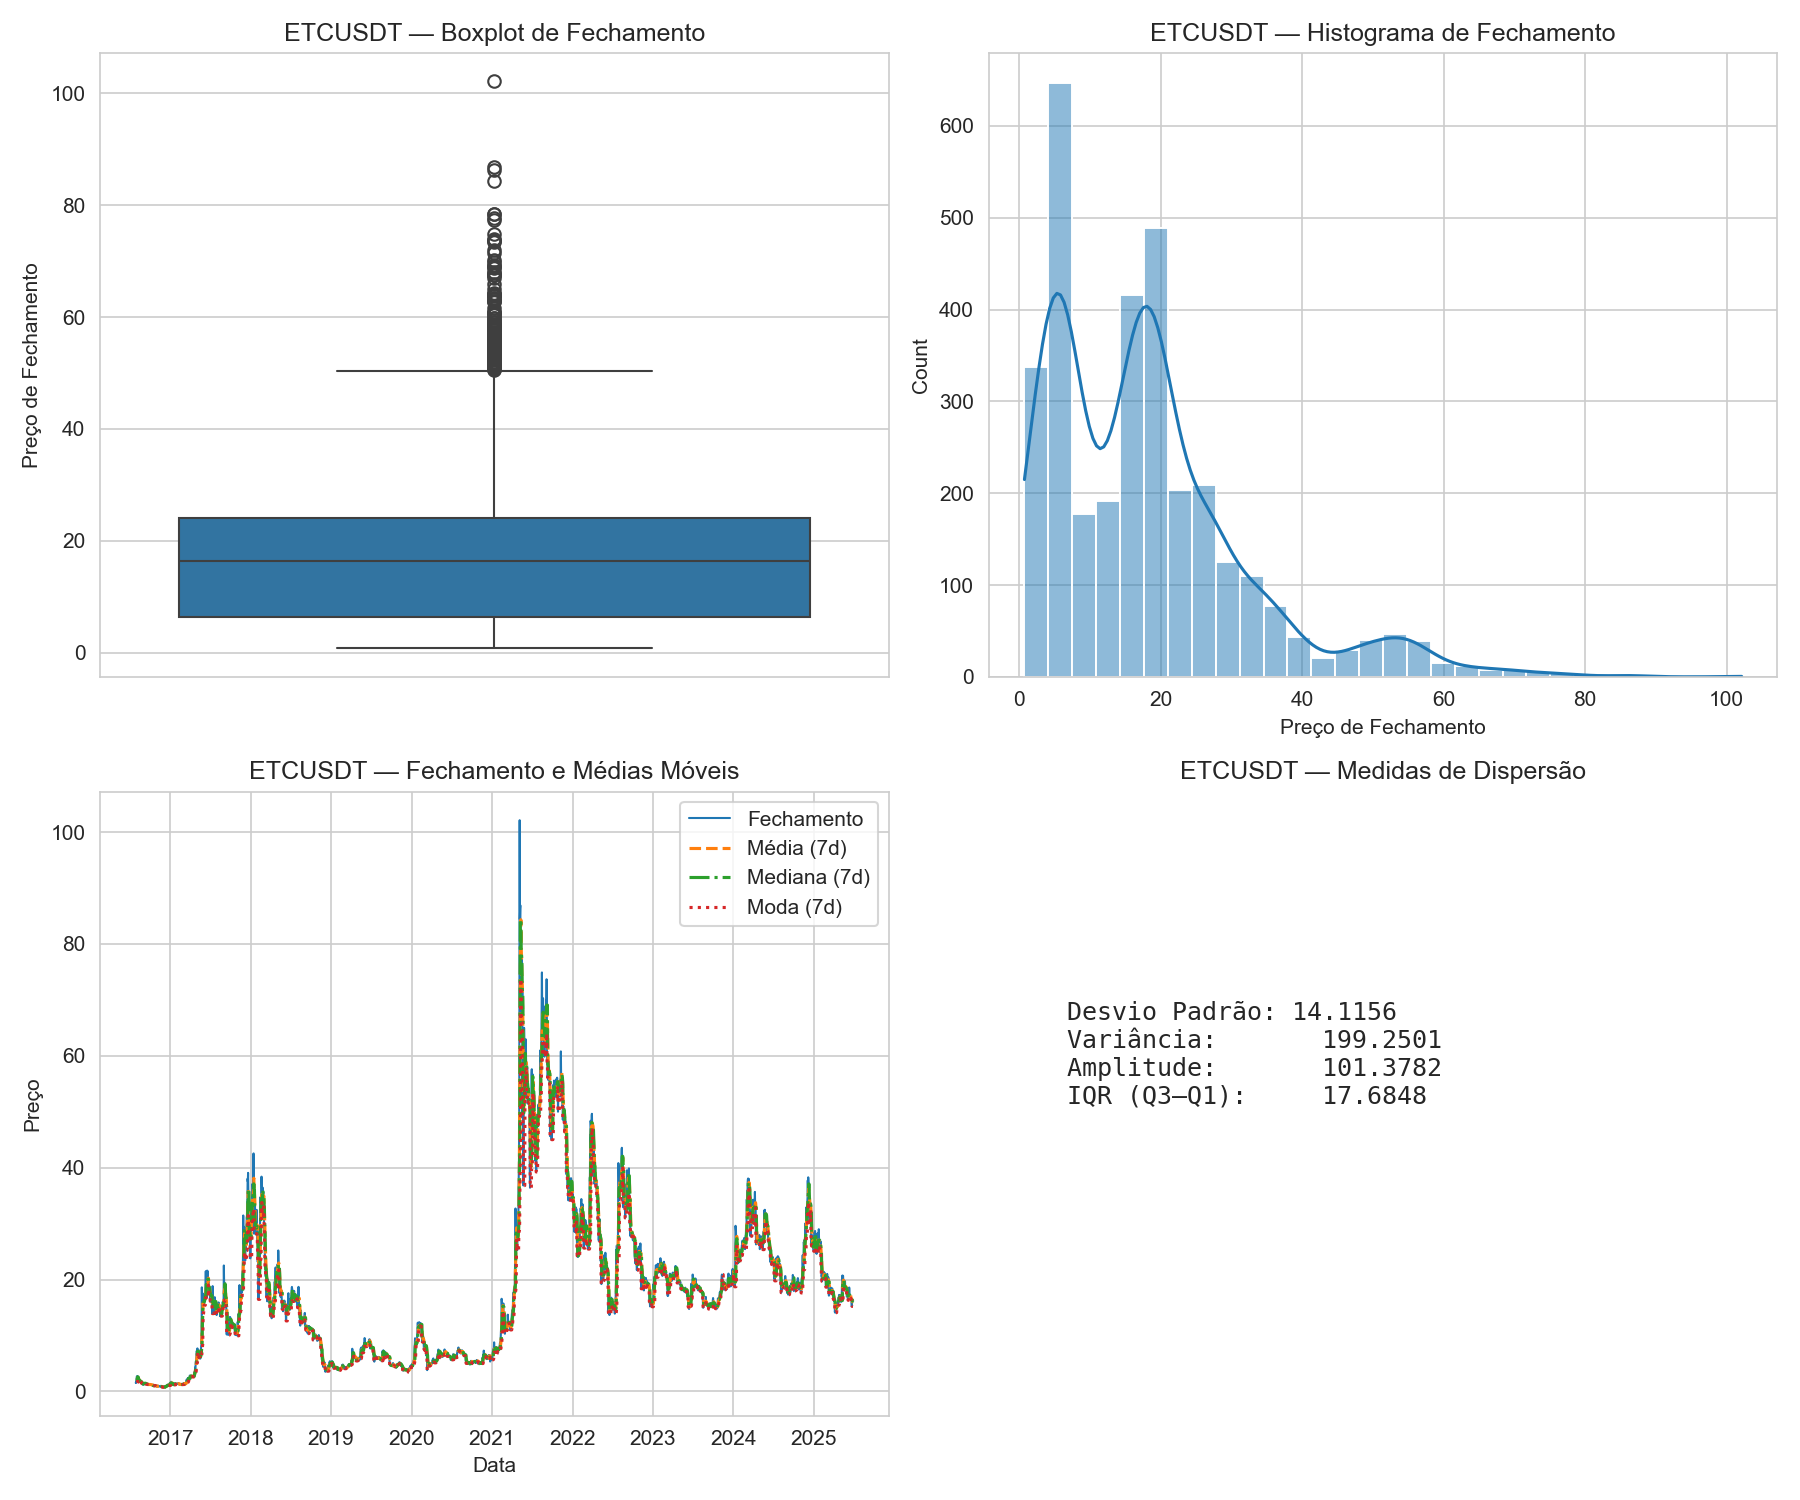 ETCUSDT — Boxplot de Fechamento
100
80
60
40
20
0
Preço de Fechamento
ETCUSDT — Histograma de Fechamento
600
500
400
300
200
100
0
Count
0 20 40 60 80 100
Preço de Fechamento
ETCUSDT — Fechamento e Médias Móveis
Fechamento
Média (7d)
Mediana (7d)
Moda (7d)
100
80
60
40
20
0
Preço
2017 2018 2019 2020 2021 2022 2023 2024 2025
Data
ETCUSDT — Medidas de Dispersão
Desvio Padrão: 14.1156
Variância: 199.2501
Amplitude: 101.3782
IQR (Q3–Q1): 17.6848